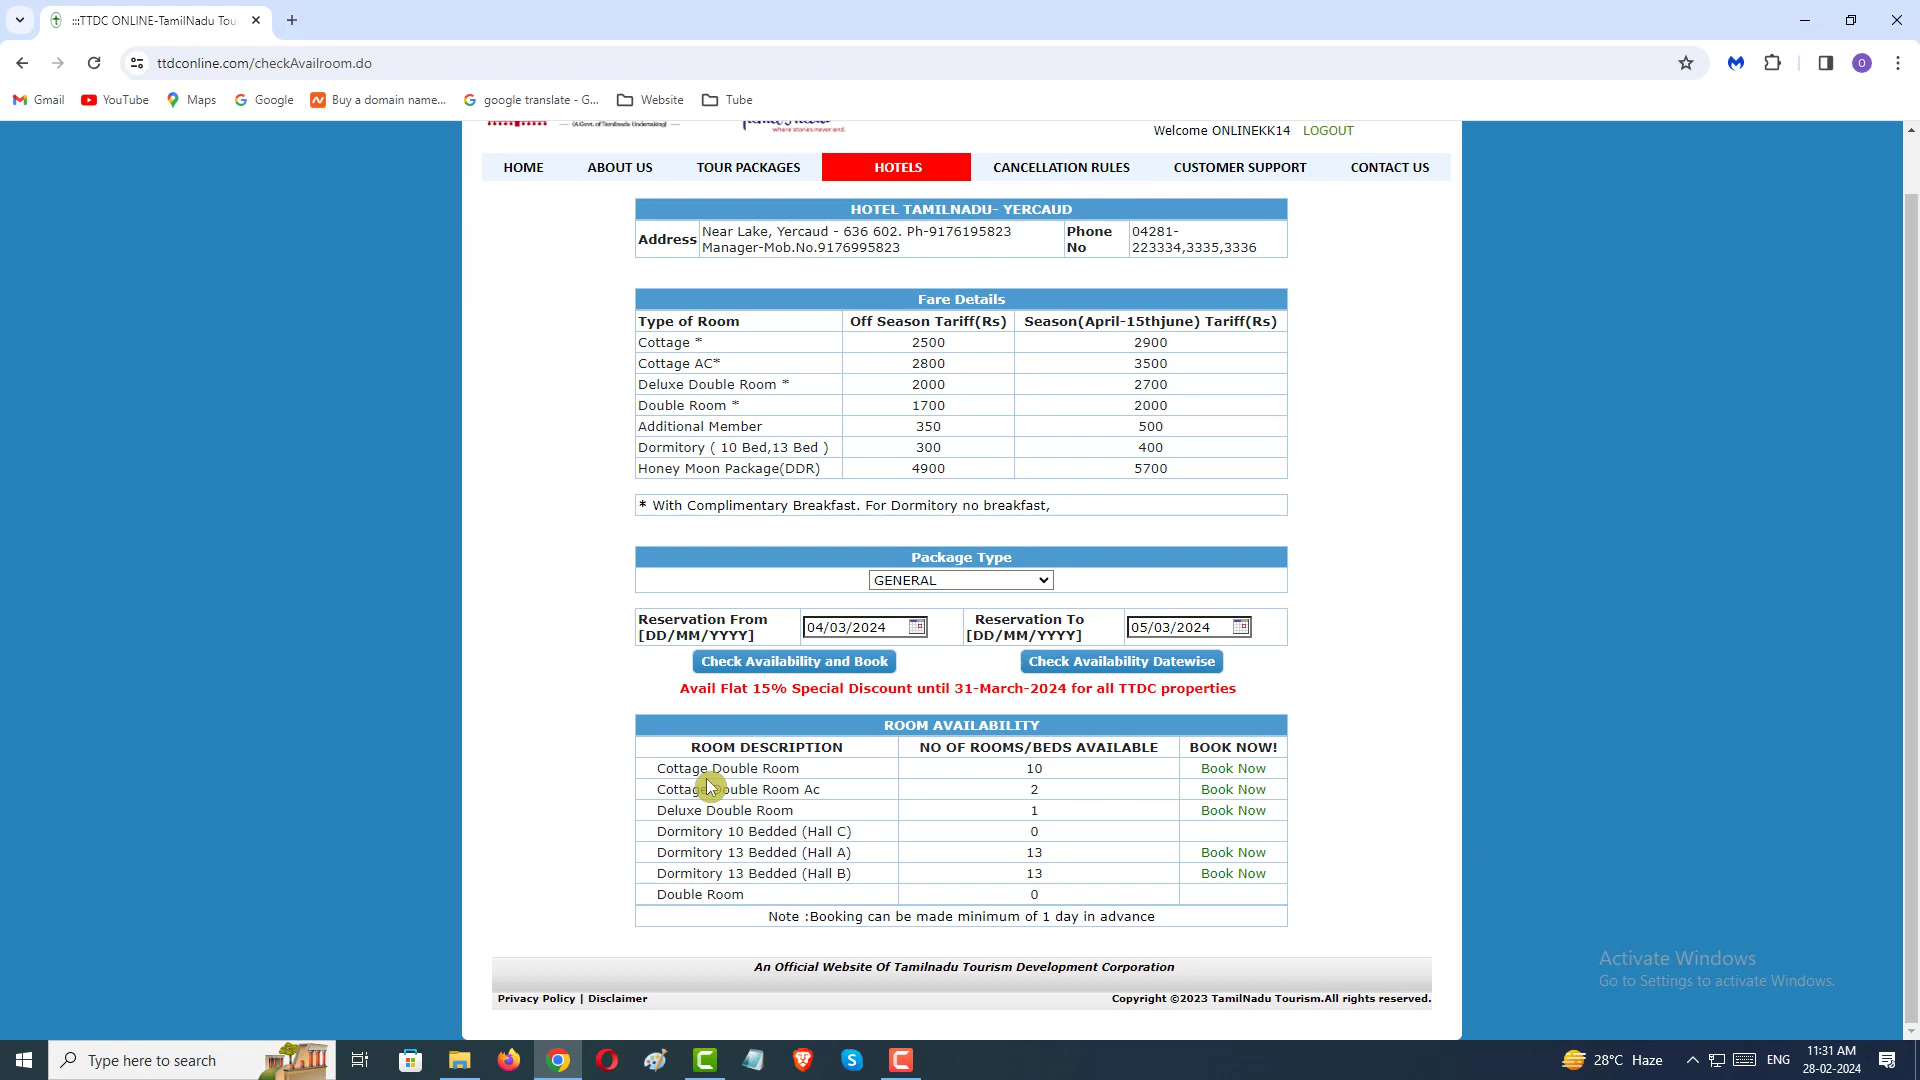 :::TTDC ONLINE-TamilNadu Tou
ttdconline.com/checkAvailroom.do
O
Gmail
YouTube
Maps
Google
Buy a domain name...
google translate - G...
Website
Tube
(A Govt. of Tamilnadu Undertaking)
where stories never end.
Welcome ONLINEKK14 LOGOUT
HOME ABOUT US TOUR PACKAGES HOTELS CANCELLATION RULES CUSTOMER SUPPORT CONTACT US
HOTEL TAMILNADU- YERCAUD
Address
Near Lake, Yercaud - 636 602. Ph-9176195823
Manager-Mob.No.9176995823
Phone
No
04281-
223334,3335,3336
Fare Details
Type of Room Off Season Tariff(Rs) Season(April-15thjune) Tariff(Rs)
Cottage * 2500 2900
Cottage AC* 2800 3500
Deluxe Double Room * 2000 2700
Double Room * 1700 2000
Additional Member 350 500
Dormitory ( 10 Bed,13 Bed ) 300 400
Honey Moon Package(DDR) 4900 5700
* With Complimentary Breakfast. For Dormitory no breakfast,
Package Type
GENERAL
Reservation From
[DD/MM/YYYY]
04/03/2024
Reservation To
[DD/MM/YYYY]
05/03/2024
Check Availability and Book
Check Availability Datewise
Avail Flat 15% Special Discount until 31-March-2024 for all TTDC properties
ROOM AVAILABILITY
ROOM DESCRIPTION NO OF ROOMS/BEDS AVAILABLE BOOK NOW!
Cottage Double Room 10 Book Now
Cottage Double Room Ac 2 Book Now
Deluxe Double Room 1 Book Now
Dormitory 10 Bedded (Hall C) 0
Dormitory 13 Bedded (Hall A) 13 Book Now
Dormitory 13 Bedded (Hall B) 13 Book Now
Double Room 0
Note :Booking can be made minimum of 1 day in advance
Activate Windows
Go to Settings to activate Windows.
An Official Website Of Tamilnadu Tourism Development Corporation
Privacy Policy | Disclaimer
Copyright ©2023 TamilNadu Tourism.All rights reserved.
Type here to search
28°C Haze
ENG
11:31 AM
28-02-2024